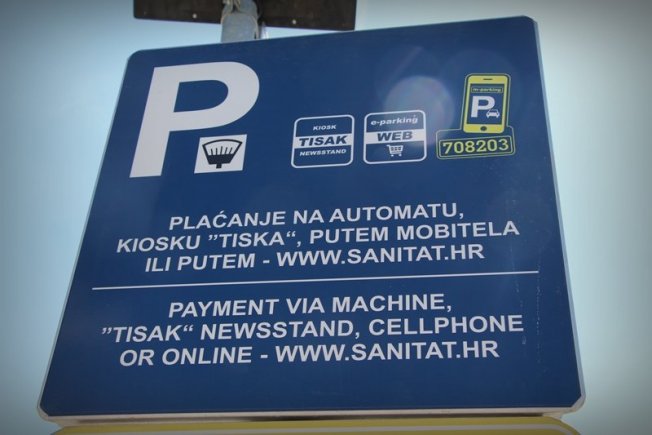 P
KIOSK
TISAK
NEWSSTAND
e-parking
WEB
m-parking
P
708203
PLAĆANJE NA AUTOMATU,
KIOSKU ”TISKA“, PUTEM MOBITELA
ILI PUTEM - WWW.SANITAT.HR
PAYMENT VIA MACHINE,
”TISAK“ NEWSSTAND, CELLPHONE
OR ONLINE - WWW.SANITAT.HR